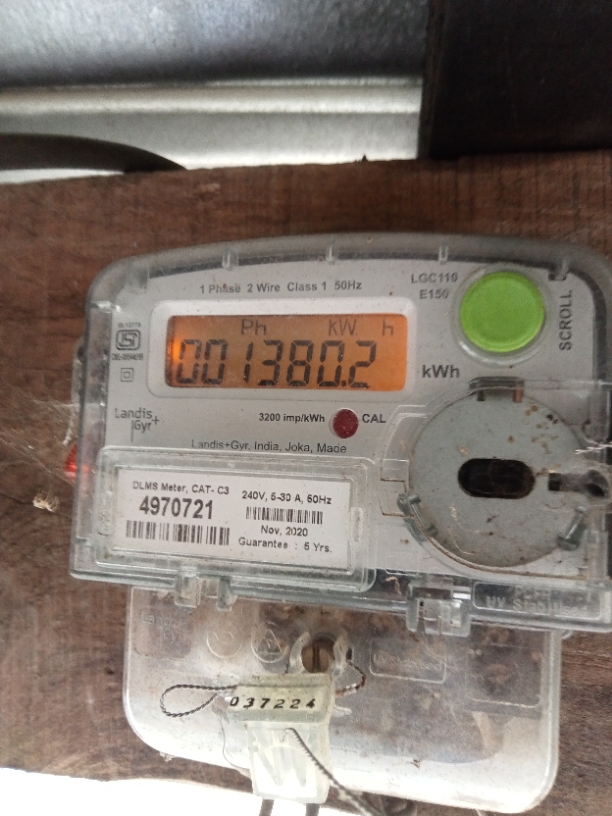 1 Phase 2 Wire Class 1 50Hz
LGC110
E150
SCROLL
Ph kW h
001380.2
kWh
Landis+
Gyr
3200 imp/kWh CAL
Landis+Gyr, India, Joka, Made
DLMS Meter, CAT- C3
4970721
240V, 5-30 A, 50Hz
Nov, 2020
Guarantee : 5 Yrs.
037224